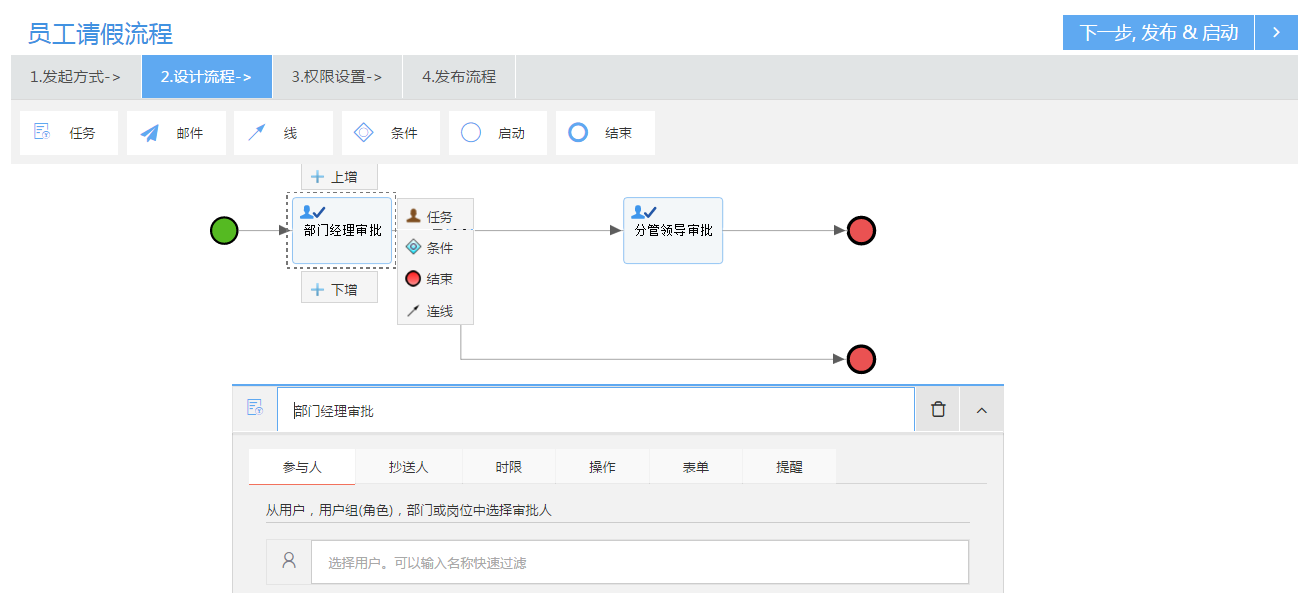 员工请假流程
下一步, 发布 & 启动
1.发起方式->
2.设计流程->
3.权限设置->
4.发布流程
任务
邮件
线
条件
启动
结束
上增
部门经理审批
下增
任务
条件
结束
连线
分管领导审批
部门经理审批
参与人
抄送人
时限
操作
表单
提醒
从用户，用户组(角色)，部门或岗位中选择审批人
选择用户。可以输入名称快速过滤